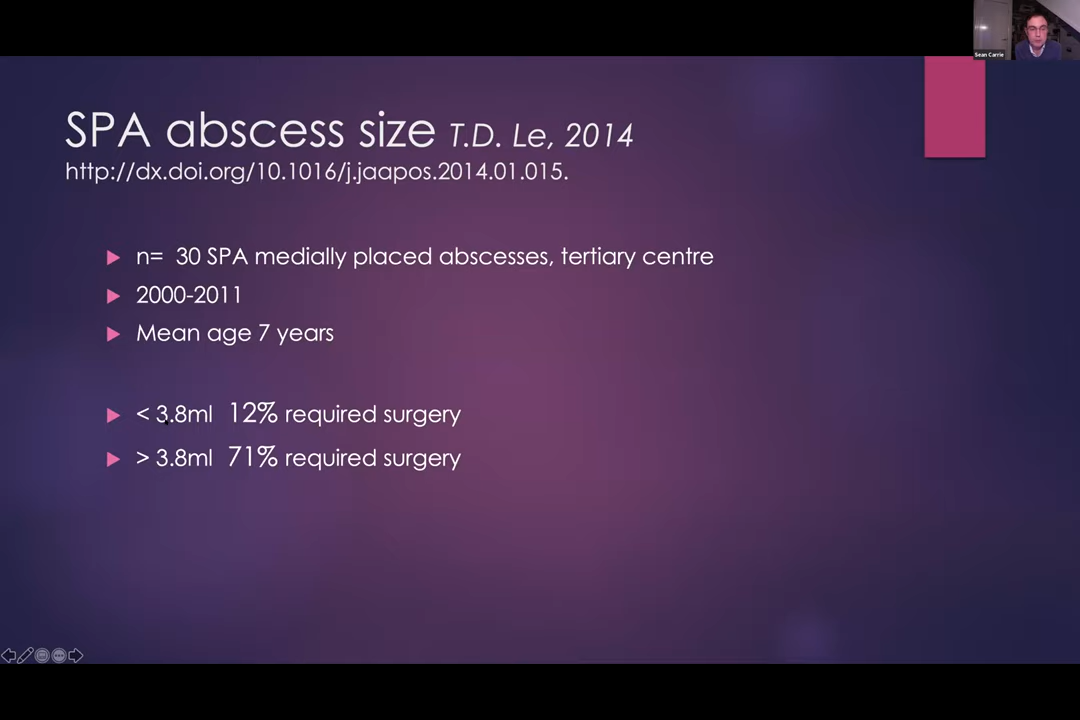 Sean Carrie
SPA abscess size T.D. Le, 2014
http://dx.doi.org/10.1016/j.jaapos.2014.01.015.
n= 30 SPA medially placed abscesses, tertiary centre
2000-2011
Mean age 7 years
< 3.8ml 12% required surgery
> 3.8ml 71% required surgery